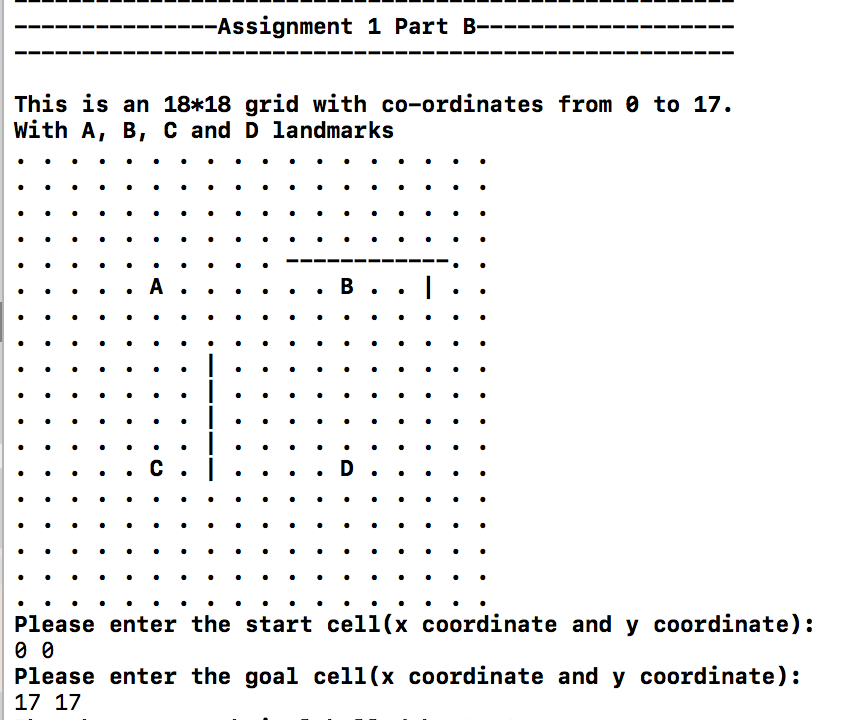 -----------------------------------------------------
---------------Assignment 1 Part B-------------------
-----------------------------------------------------
This is an 18*18 grid with co-ordinates from 0 to 17.
With A, B, C and D landmarks
. . . . . . . . . . . . . . . . . .
. . . . . . . . . . . . . . . . . .
. . . . . . . . . . . . . . . . . .
. . . . . . . . . . . . . . . . . .
. . . . . . . . . . ------------. .
. . . . . A . . . . . . B . . | . .
. . . . . . . . . . . . . . . . . .
. . . . . . . . . . . . . . . . . .
. . . . . . . | . . . . . . . . . .
. . . . . . . | . . . . . . . . . .
. . . . . . . | . . . . . . . . . .
. . . . . . . | . . . . . . . . . .
. . . . . C . | . . . . D . . . . .
. . . . . . . . . . . . . . . . . .
. . . . . . . . . . . . . . . . . .
. . . . . . . . . . . . . . . . . .
. . . . . . . . . . . . . . . . . .
. . . . . . . . . . . . . . . . . .
Please enter the start cell(x coordinate and y coordinate):
0 0
Please enter the goal cell(x coordinate and y coordinate):
17 17